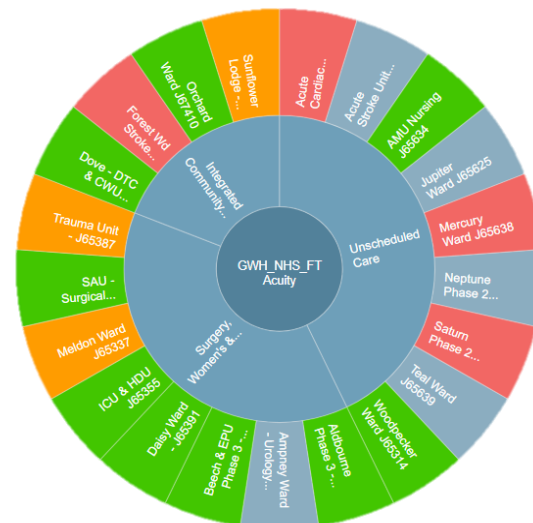 GWH_NHS_FT
Acuity
Unscheduled
Care
Surgery,
Women's &...
Integrated
Community...
Acute
Cardiac...
Acute
Stroke Unit...
AMU Nursing
J65634
Jupiter
Ward J65625
Mercury
Ward J65638
Neptune
Phase 2...
Saturn
Phase 2...
Teal Ward
J65639
Woodpecker
Ward J65314
Aldbourne
Phase 3 -...
Ampney Ward
- Urology...
Beech & EPU
Phase 3 -...
Daisy Ward
- J65391
ICU & HDU
J65355
Meldon Ward
J65337
SAU -
Surgical...
Trauma Unit
- J65387
Dove - DTC
& CWU...
Forest Wd
Stroke...
Orchard
Ward J67410
Sunflower
Lodge -...